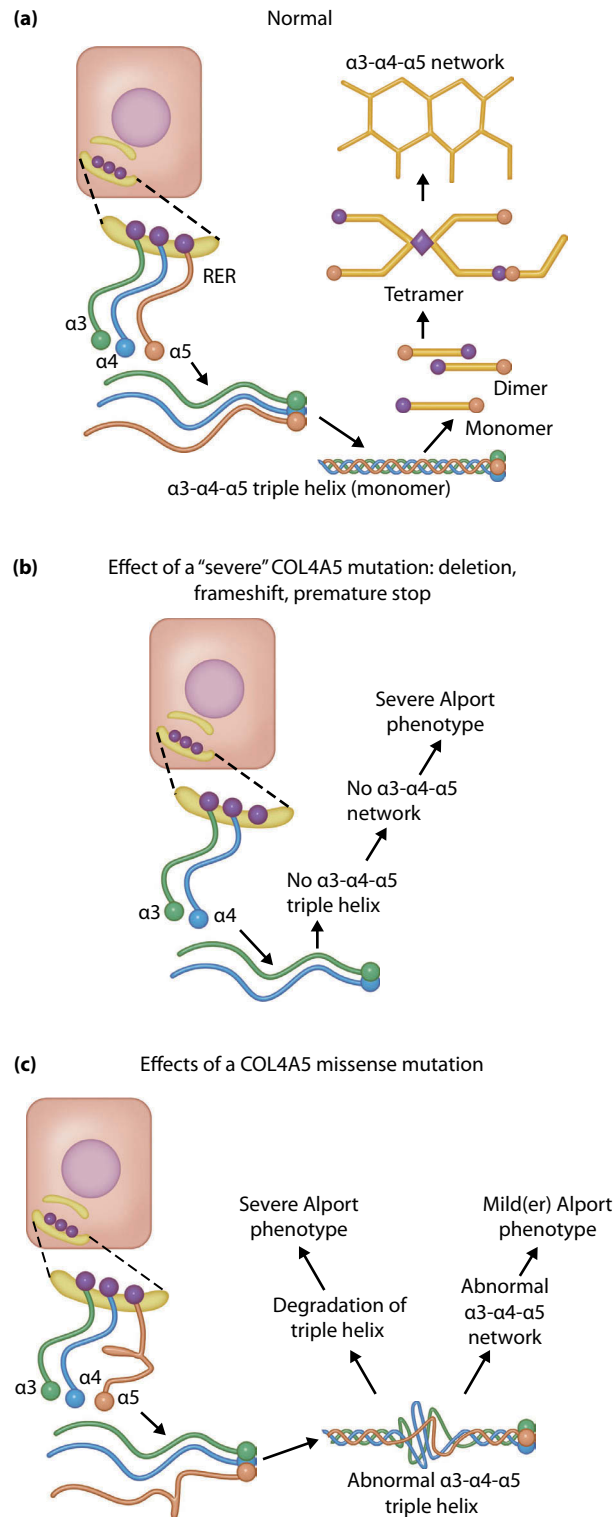 (a)
Normal
α3-α4-α5 network
RER
α3
α4
α5
Tetramer
Dimer
Monomer
α3-α4-α5 triple helix (monomer)
(b)
Effect of a “severe” COL4A5 mutation: deletion,
frameshift, premature stop
Severe Alport
phenotype
No α3-α4-α5
network
No α3-α4-α5
triple helix
α3
α4
(c)
Effects of a COL4A5 missense mutation
Severe Alport
phenotype
Mild(er) Alport
phenotype
Degradation of
triple helix
Abnormal
α3-α4-α5
network
α3
α4
α5
Abnormal α3-α4-α5
triple helix